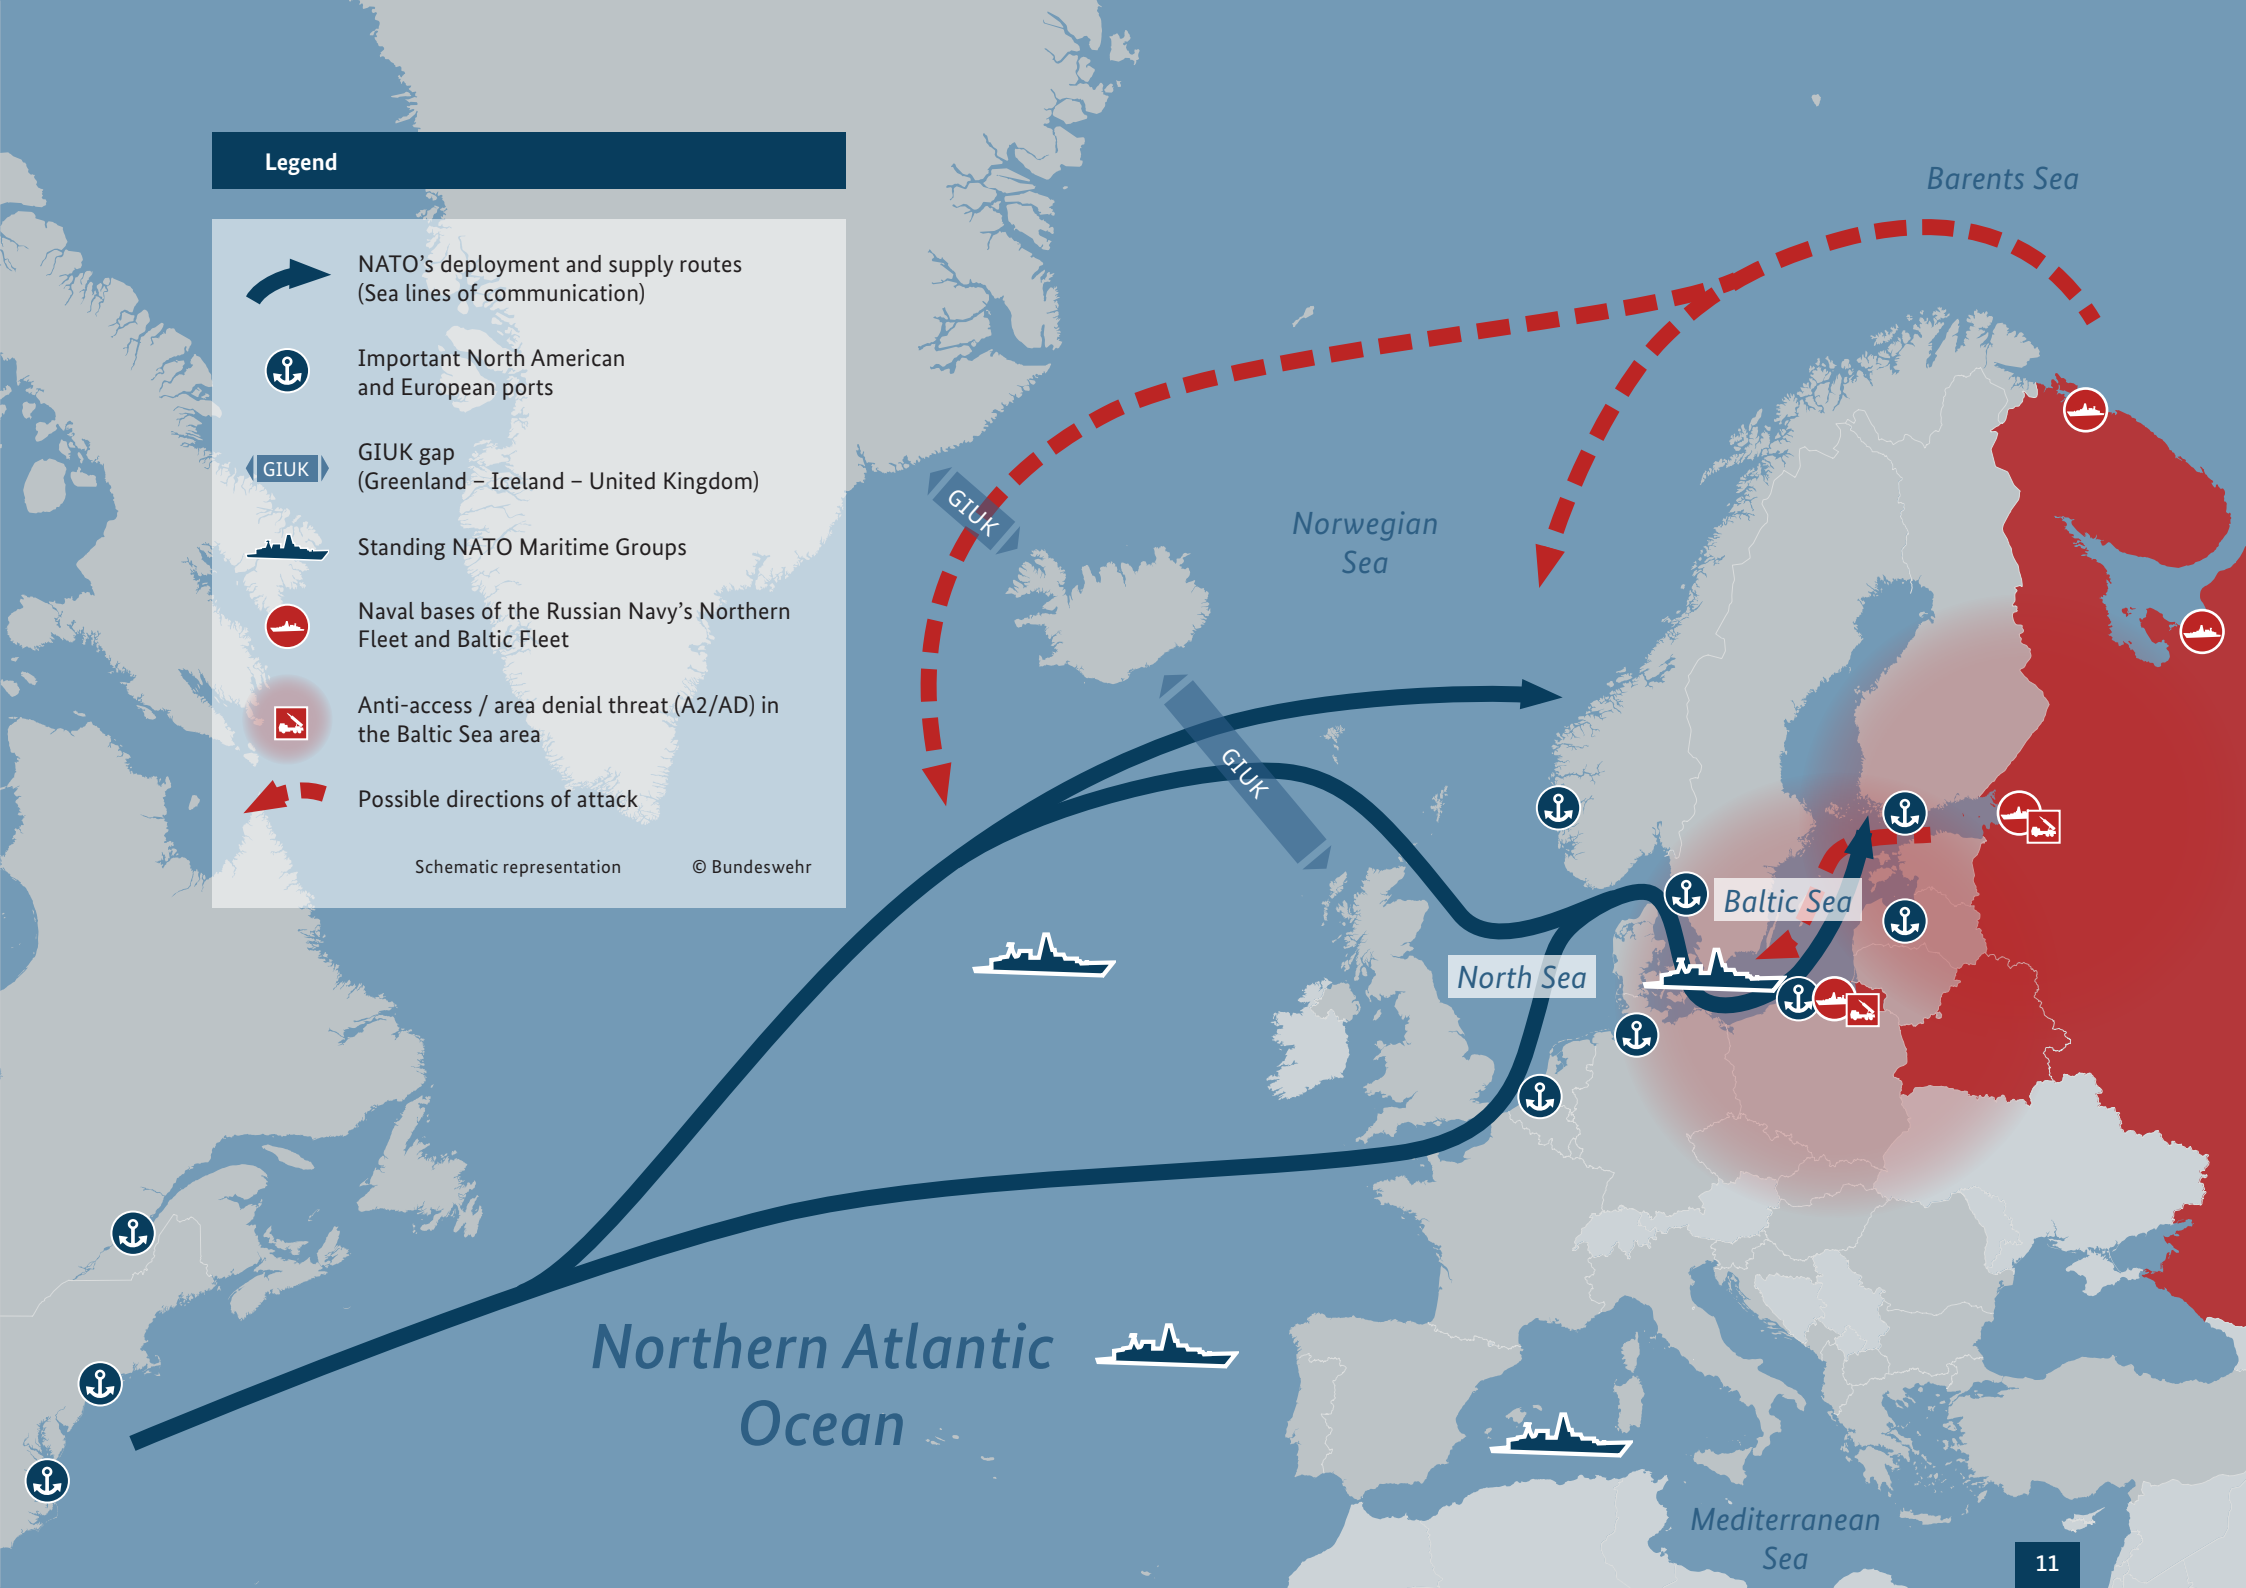 Legend
NATO’s deployment and supply routes
(Sea lines of communication)
Important North American
and European ports
GIUK
GIUK gap
(Greenland – Iceland – United Kingdom)
Standing NATO Maritime Groups
Naval bases of the Russian Navy’s Northern
Fleet and Baltic Fleet
Anti-access / area denial threat (A2/AD) in
the Baltic Sea area
Possible directions of attack
Schematic representation
© Bundeswehr
Barents Sea
GIUK
Norwegian
Sea
GIUK
Baltic Sea
North Sea
Northern Atlantic
Ocean
Mediterranean
Sea
11